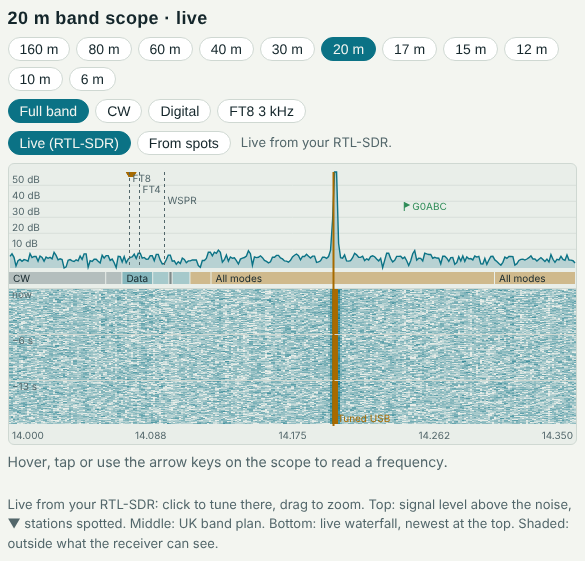 20 m band scope · live
160 m 80 m 60 m 40 m 30 m 20 m 17 m 15 m 12 m
10 m 6 m
Full band CW Digital FT8 3 kHz
Live (RTL-SDR) From spots Live from your RTL-SDR.
50 dB FT8
FT4
40 dB WSPR
30 dB G0ABC
20 dB
10 dB
CW Data All modes All modes
now
−6 s
−13 s
Tuned USB
14.000 14.088 14.175 14.262 14.350
Hover, tap or use the arrow keys on the scope to read a frequency.
Live from your RTL-SDR: click to tune there, drag to zoom. Top: signal level above the noise,
▼ stations spotted. Middle: UK band plan. Bottom: live waterfall, newest at the top. Shaded:
outside what the receiver can see.